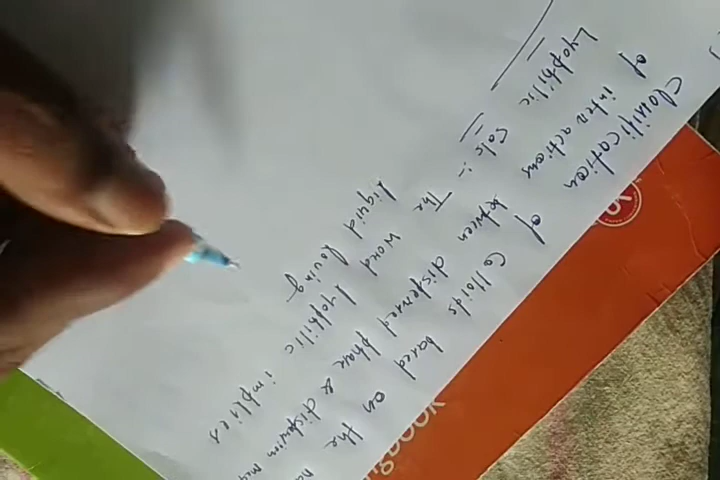 Classification of Colloids based on the
of interactions between dispersed phase &
Lyophilic Sols :-
The word Lyophilic implies
liquid loving